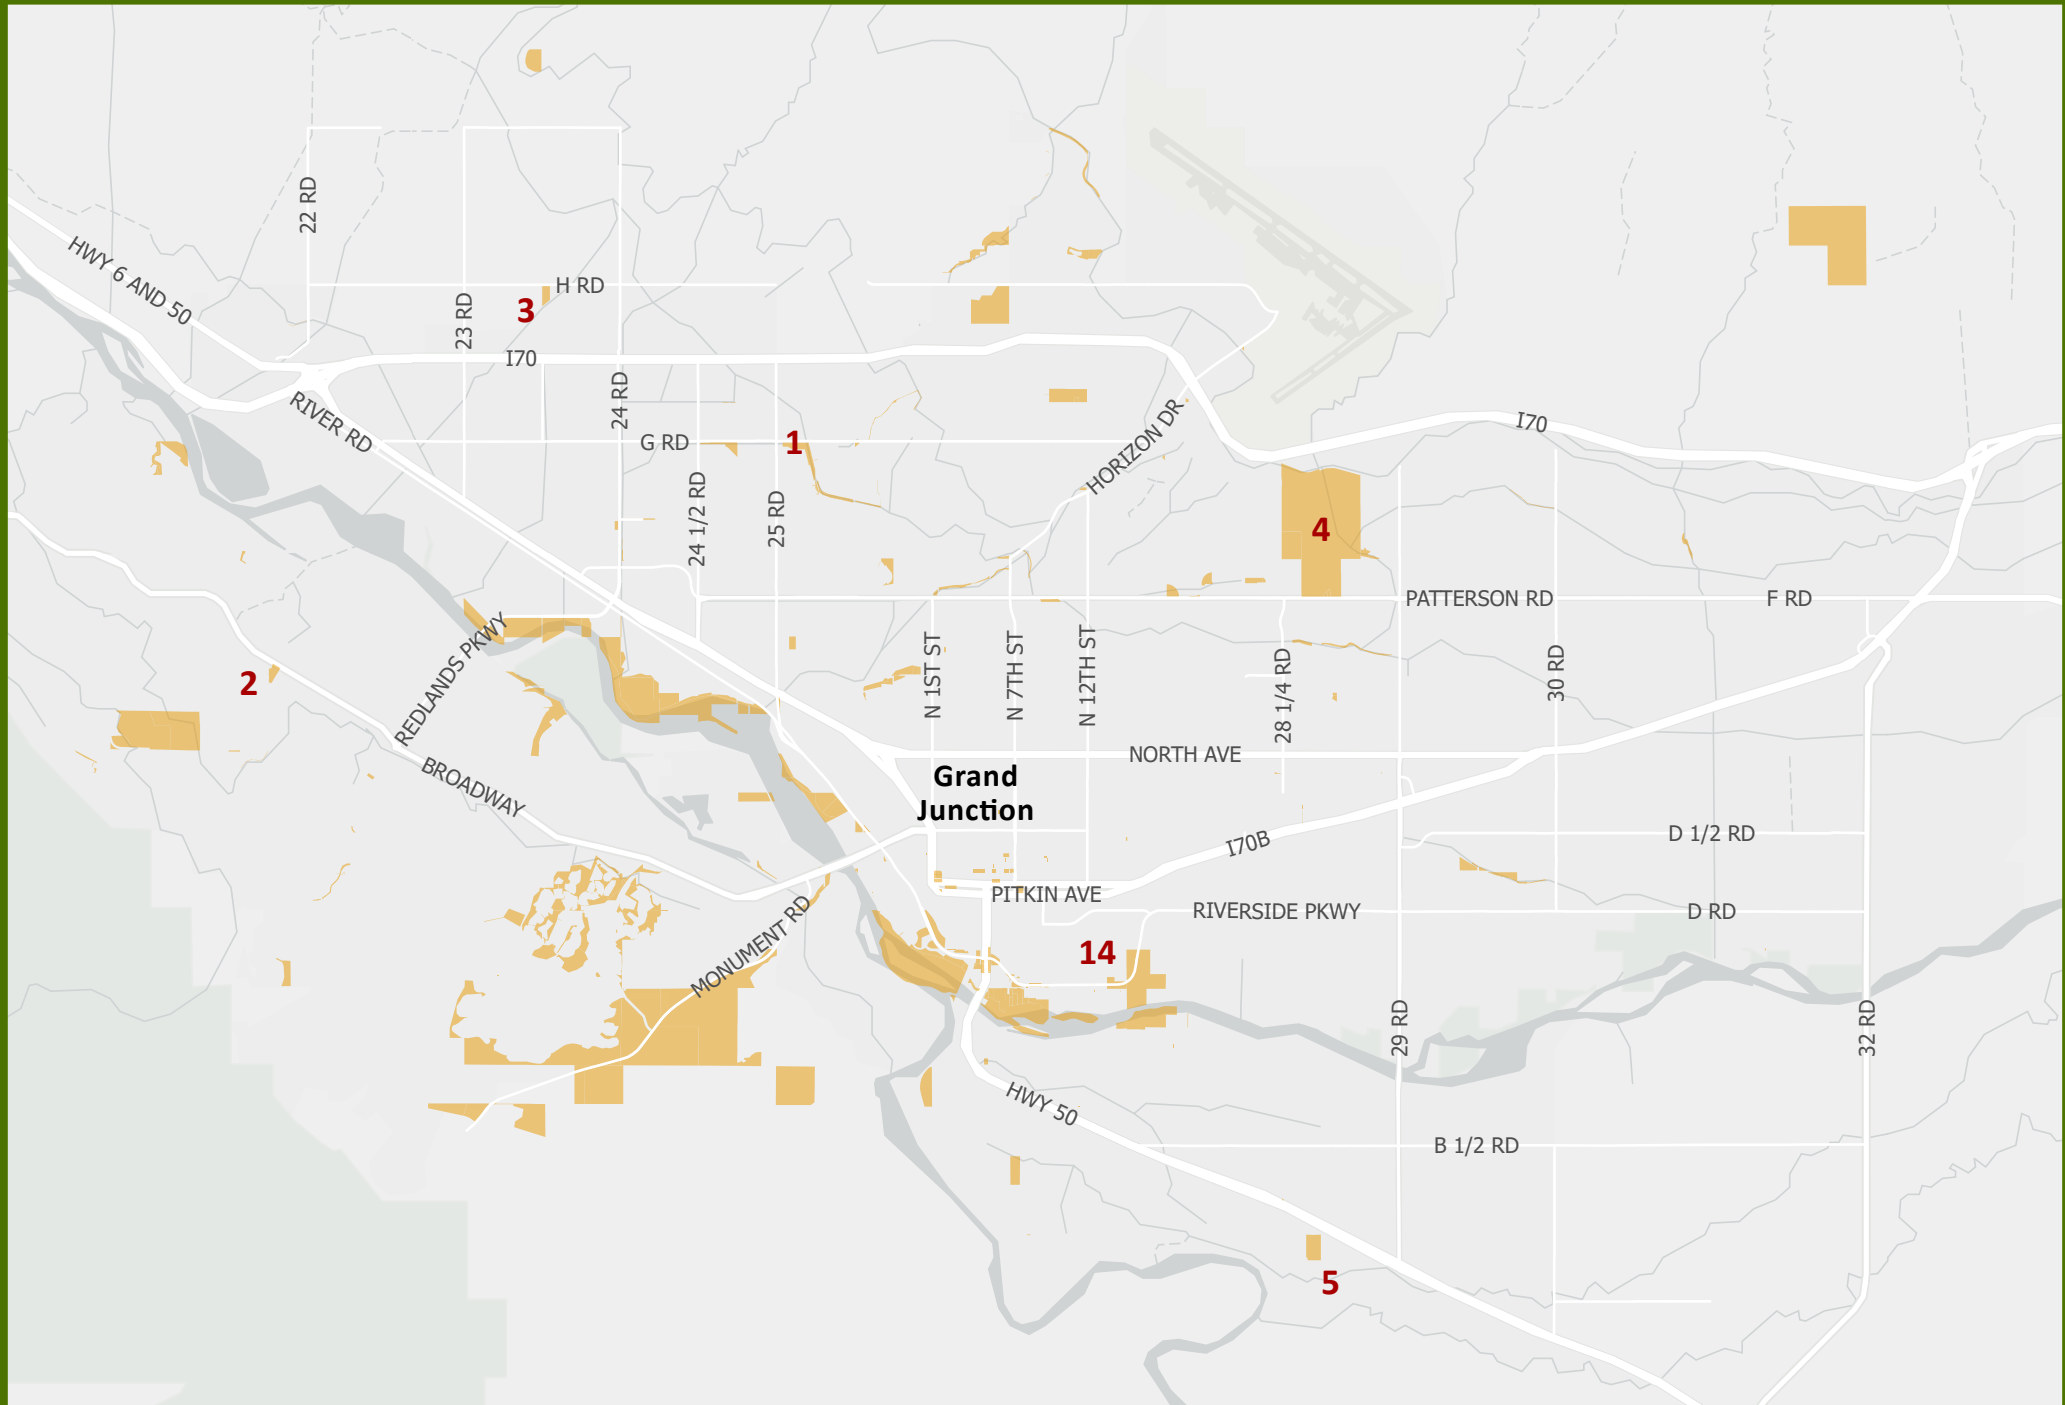 22 RD
HWY 6 AND 50
H RD
3
23 RD
I70
24 RD
RIVER RD
G RD
1
HORIZON DR
I70
24 1/2 RD
25 RD
4
PATTERSON RD
F RD
REDLANDS PKWY
2
N 1ST ST
N 7TH ST
N 12TH ST
28 1/4 RD
30 RD
NORTH AVE
BROADWAY
Grand
Junction
I70B
D 1/2 RD
PITKIN AVE
RIVERSIDE PKWY
D RD
MONUMENT RD
14
29 RD
32 RD
HWY 50
B 1/2 RD
5